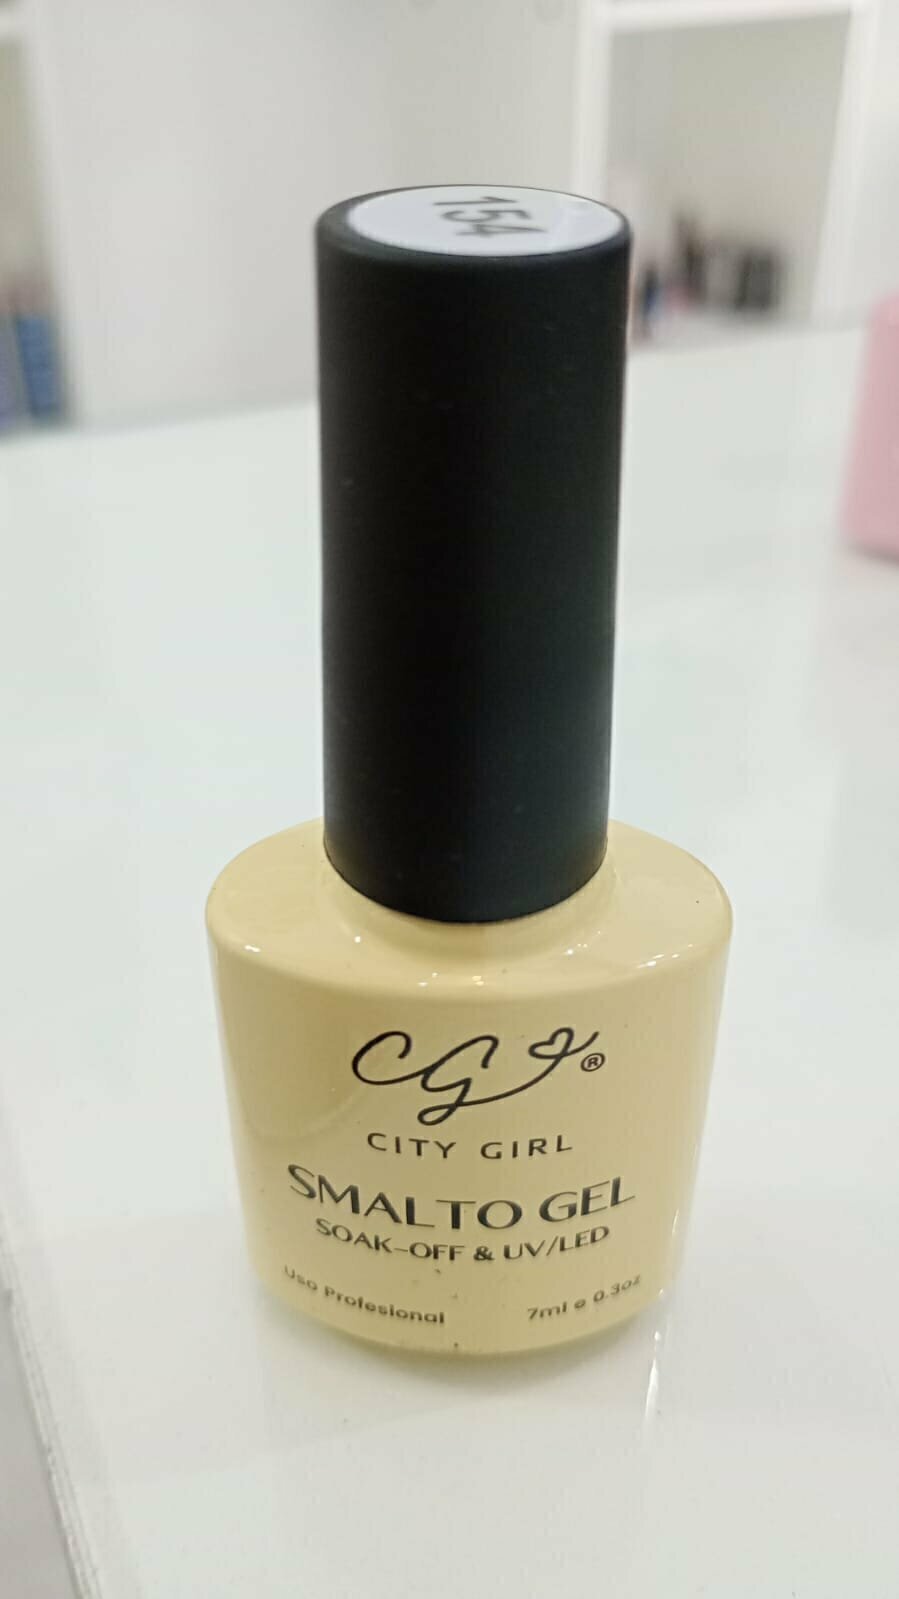 154
CG ®
CITY GIRL
SMALTO GEL
SOAK-OFF & UV/LED
Uso Profesional 7ml e 0.3oz